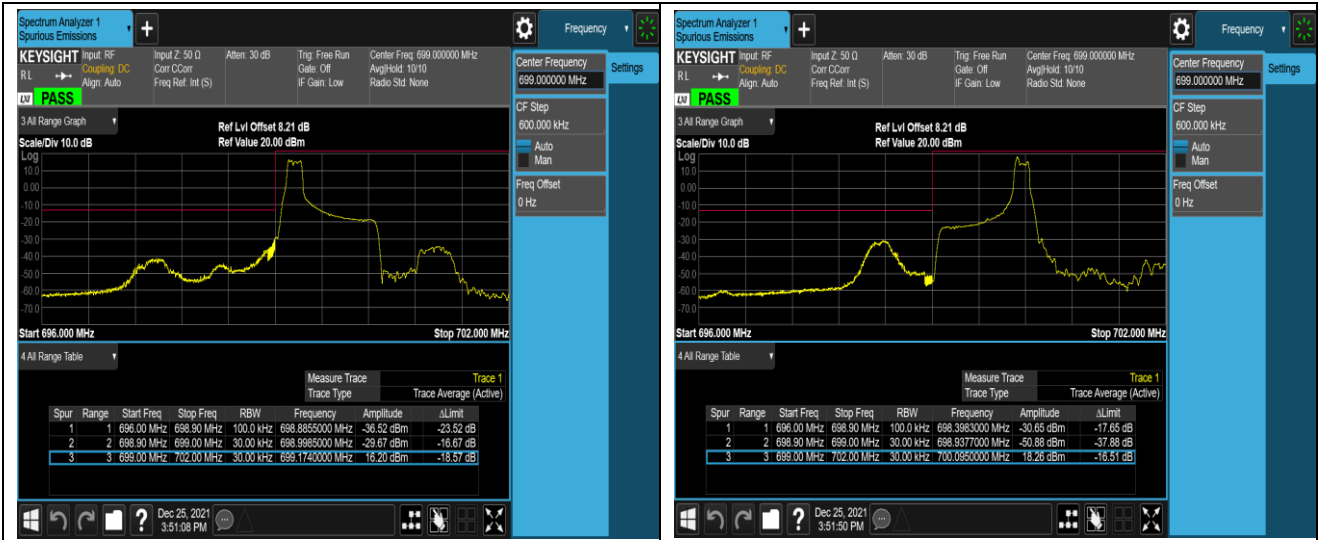 Spectrum Analyzer 1
Spurious Emissions
+
Frequency
KEYSIGHT Input: RF Input Z: 50 Ω Atten: 30 dB Trig: Free Run Center Freq: 699.000000 MHz
RL Coupling: DC Corr CCorr Gate: Off Avg|Hold: 10/10
Align: Auto Freq Ref: Int (S) IF Gain: Low Radio Std: None
LXI PASS
3 All Range Graph
Ref Lvl Offset 8.21 dB
Scale/Div 10.0 dB Ref Value 20.00 dBm
Log
10.0
0.00
-10.0
-20.0
-30.0
-40.0
-50.0
-60.0
-70.0
Start 696.000 MHz Stop 702.000 MHz
4 All Range Table
Measure Trace Trace 1
Trace Type Trace Average (Active)
Spur Range Start Freq Stop Freq RBW Frequency Amplitude ΔLimit
1 1 696.00 MHz 698.90 MHz 100.0 kHz 698.8855000 MHz -36.52 dBm -23.52 dB
2 2 698.90 MHz 699.00 MHz 30.00 kHz 698.9985000 MHz -29.67 dBm -16.67 dB
3 3 699.00 MHz 702.00 MHz 30.00 kHz 699.1740000 MHz 16.20 dBm -18.57 dB
Center Frequency
699.000000 MHz
Settings
CF Step
600.000 kHz
Auto
Man
Freq Offset
0 Hz
?
Dec 25, 2021
3:51:08 PM
Spectrum Analyzer 1
Spurious Emissions
+
Frequency
KEYSIGHT Input: RF Input Z: 50 Ω Atten: 30 dB Trig: Free Run Center Freq: 699.000000 MHz
RL Coupling: DC Corr CCorr Gate: Off Avg|Hold: 10/10
Align: Auto Freq Ref: Int (S) IF Gain: Low Radio Std: None
LXI PASS
3 All Range Graph
Ref Lvl Offset 8.21 dB
Scale/Div 10.0 dB Ref Value 20.00 dBm
Log
10.0
0.00
-10.0
-20.0
-30.0
-40.0
-50.0
-60.0
-70.0
Start 696.000 MHz Stop 702.000 MHz
4 All Range Table
Measure Trace Trace 1
Trace Type Trace Average (Active)
Spur Range Start Freq Stop Freq RBW Frequency Amplitude ΔLimit
1 1 696.00 MHz 698.90 MHz 100.0 kHz 698.3983000 MHz -30.65 dBm -17.65 dB
2 2 698.90 MHz 699.00 MHz 30.00 kHz 698.9377000 MHz -50.88 dBm -37.88 dB
3 3 699.00 MHz 702.00 MHz 30.00 kHz 700.0950000 MHz 18.26 dBm -16.51 dB
Center Frequency
699.000000 MHz
Settings
CF Step
600.000 kHz
Auto
Man
Freq Offset
0 Hz
?
Dec 25, 2021
3:51:50 PM